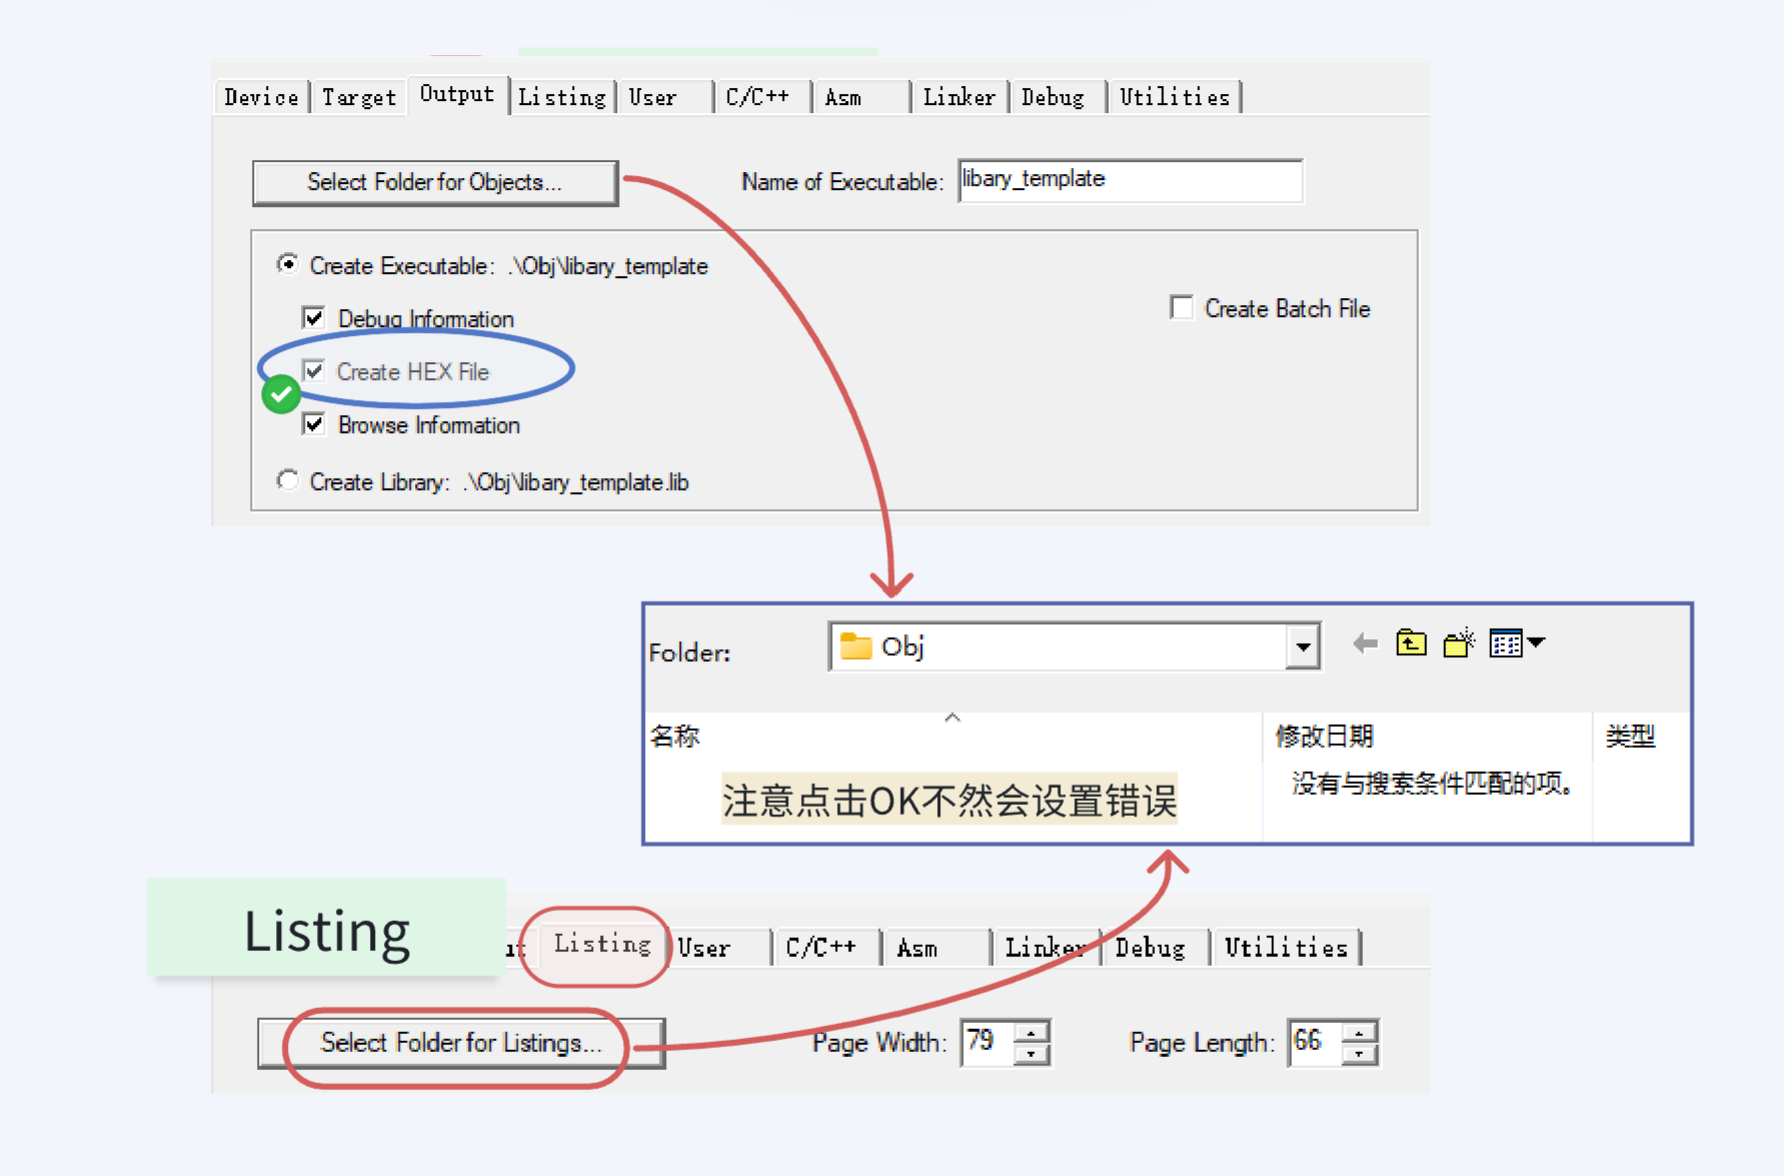 Device Target Output Listing User C/C++ Asm Linker Debug Utilities
Select Folder for Objects... Name of Executable: libary_template
Create Executable: .\Obj\libary_template
Debug Information Create Batch File
Create HEX File
Browse Information
Create Library: .\Obj\libary_template.lib
Folder: Obj
名称 修改日期 类型
没有与搜索条件匹配的项。
注意点击OK不然会设置错误
Listing
ut Listing User C/C++ Asm Linker Debug Utilities
Select Folder for Listings... Page Width: 79 Page Length: 66